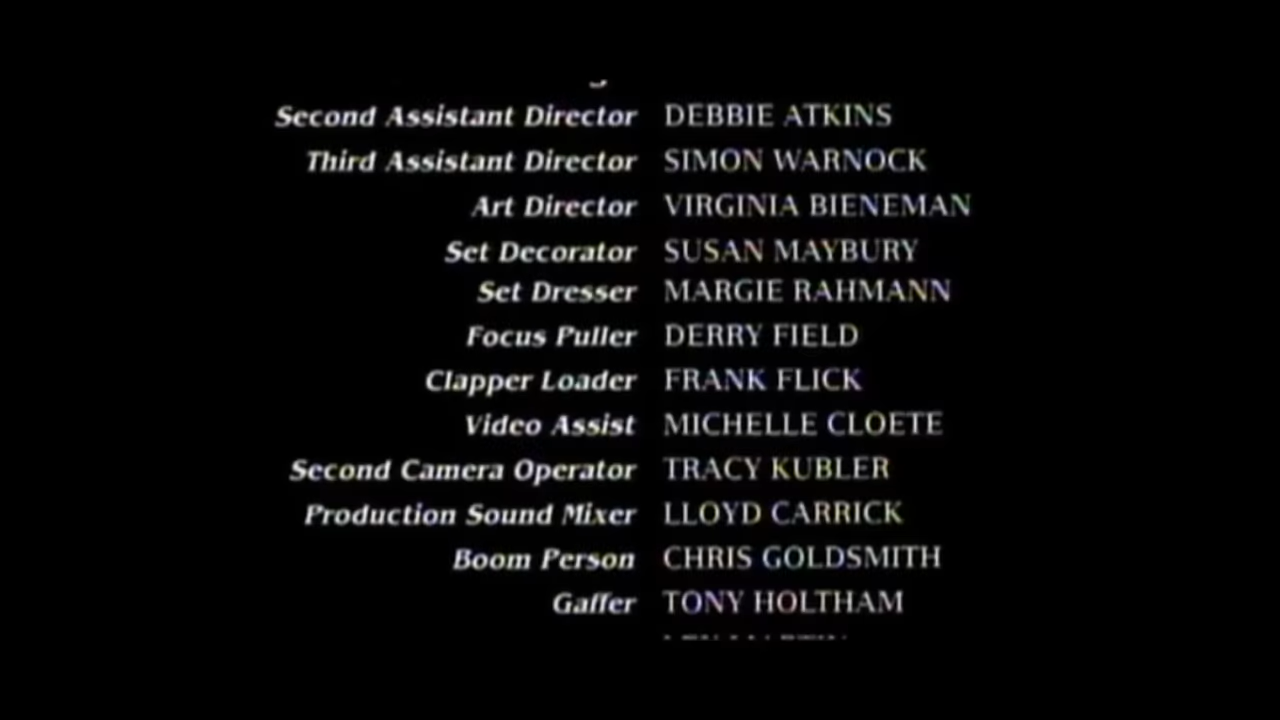 Second Assistant Director DEBBIE ATKINS
Third Assistant Director SIMON WARNOCK
Art Director VIRGINIA BIENEMAN
Set Decorator SUSAN MAYBURY
Set Dresser MARGIE RAHMANN
Focus Puller DERRY FIELD
Clapper Loader FRANK FLICK
Video Assist MICHELLE CLOETE
Second Camera Operator TRACY KUBLER
Production Sound Mixer LLOYD CARRICK
Boom Person CHRIS GOLDSMITH
Gaffer TONY HOLTHAM